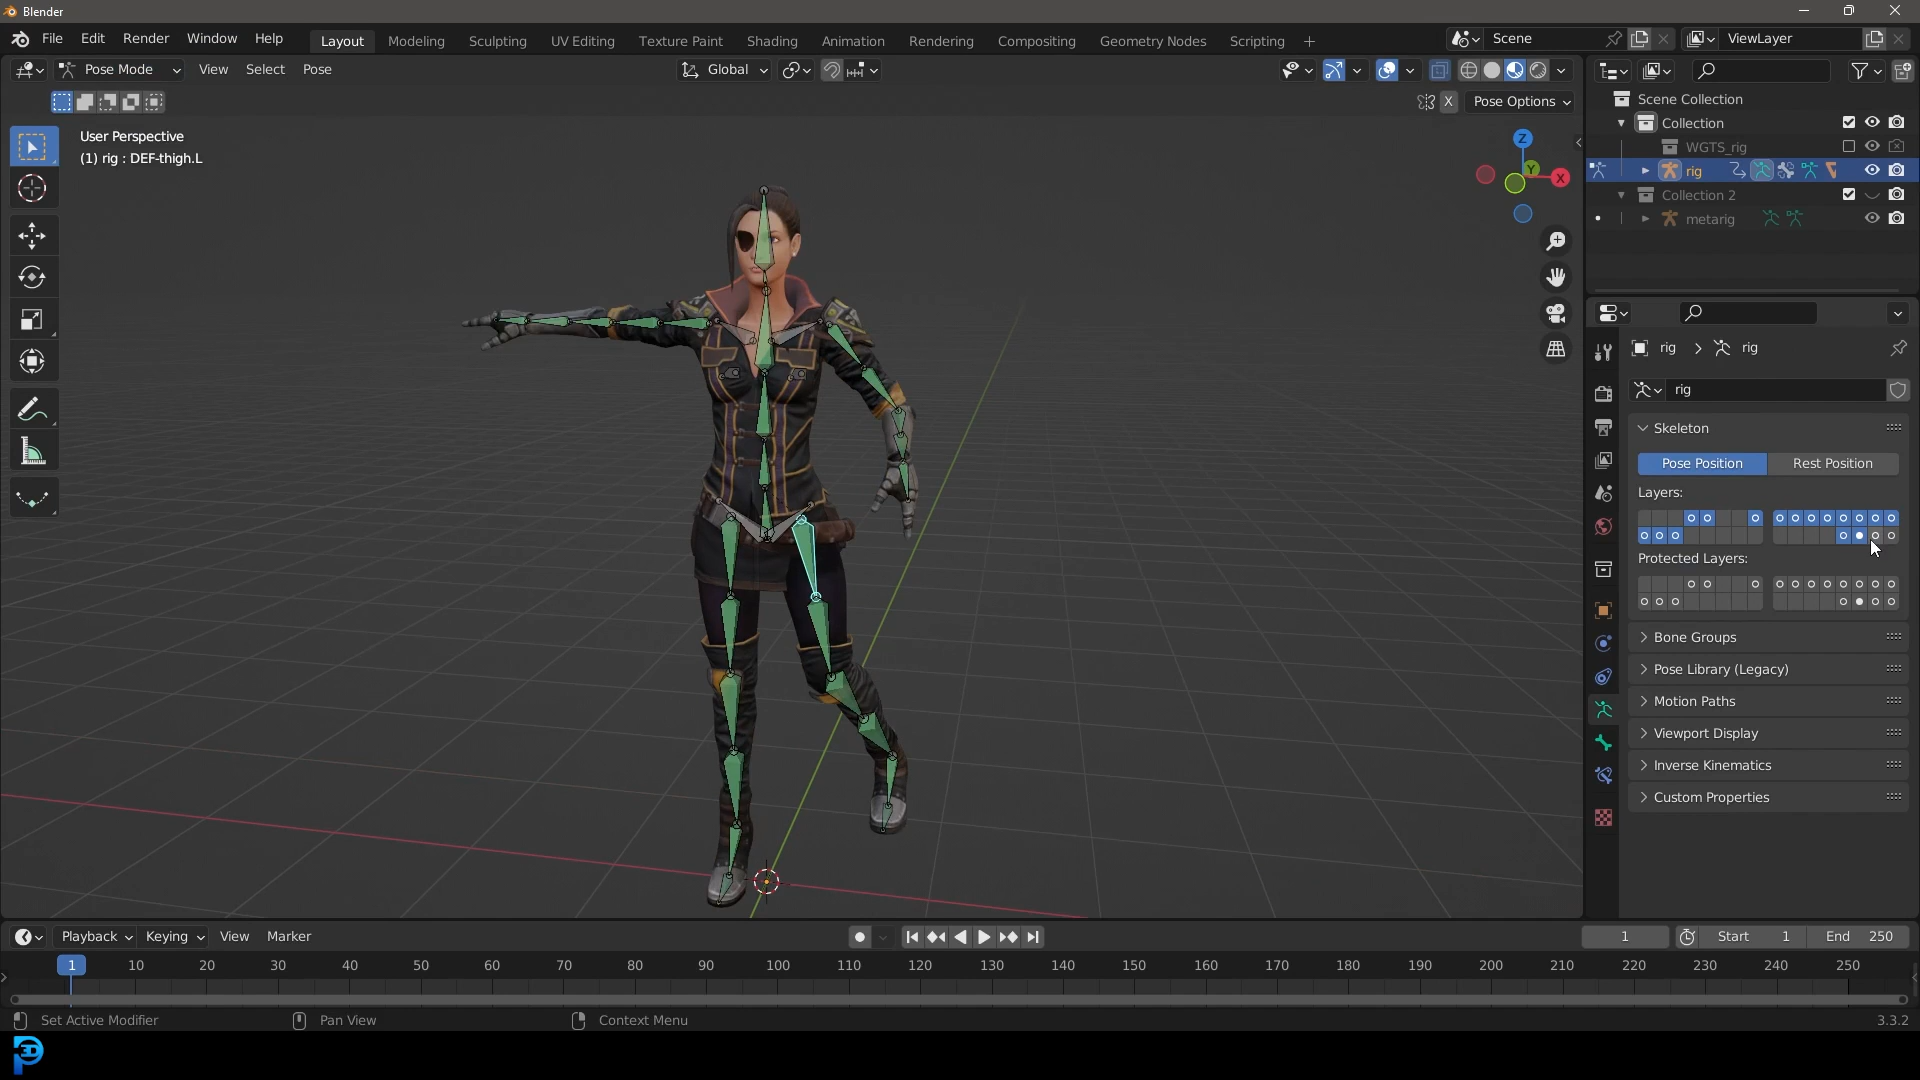 Blender
File Edit Render Window Help Layout Modeling Sculpting UV Editing Texture Paint Shading Animation Rendering Compositing Geometry Nodes Scripting + Scene ViewLayer
Pose Mode View Select Pose Global
X Pose Options
User Perspective
(1) rig : DEF-thigh.L
Z
Y
X
Scene Collection
Collection
WGTS_rig
rig
Collection 2
metarig
rig > rig
rig
Skeleton
Pose Position Rest Position
Layers:
Protected Layers:
Bone Groups
Pose Library (Legacy)
Motion Paths
Viewport Display
Inverse Kinematics
Custom Properties
Playback Keying View Marker 1 Start 1 End 250
1 10 20 30 40 50 60 70 80 90 100 110 120 130 140 150 160 170 180 190 200 210 220 230 240 250
Set Active Modifier Pan View Context Menu 3.3.2
3D